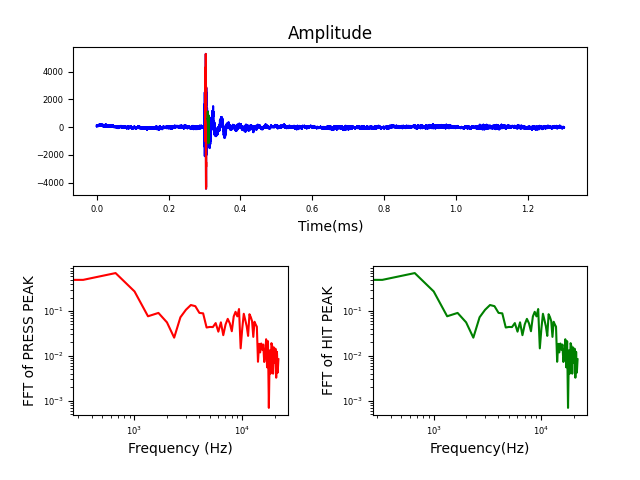 Amplitude
4000
2000
0
−2000
−4000
0.0 0.2 0.4 0.6 0.8 1.0 1.2
Time(ms)
FFT of PRESS PEAK
10⁻¹
10⁻²
10⁻³
10³ 10⁴
Frequency (Hz)
FFT of HIT PEAK
10⁻¹
10⁻²
10⁻³
10³ 10⁴
Frequency(Hz)